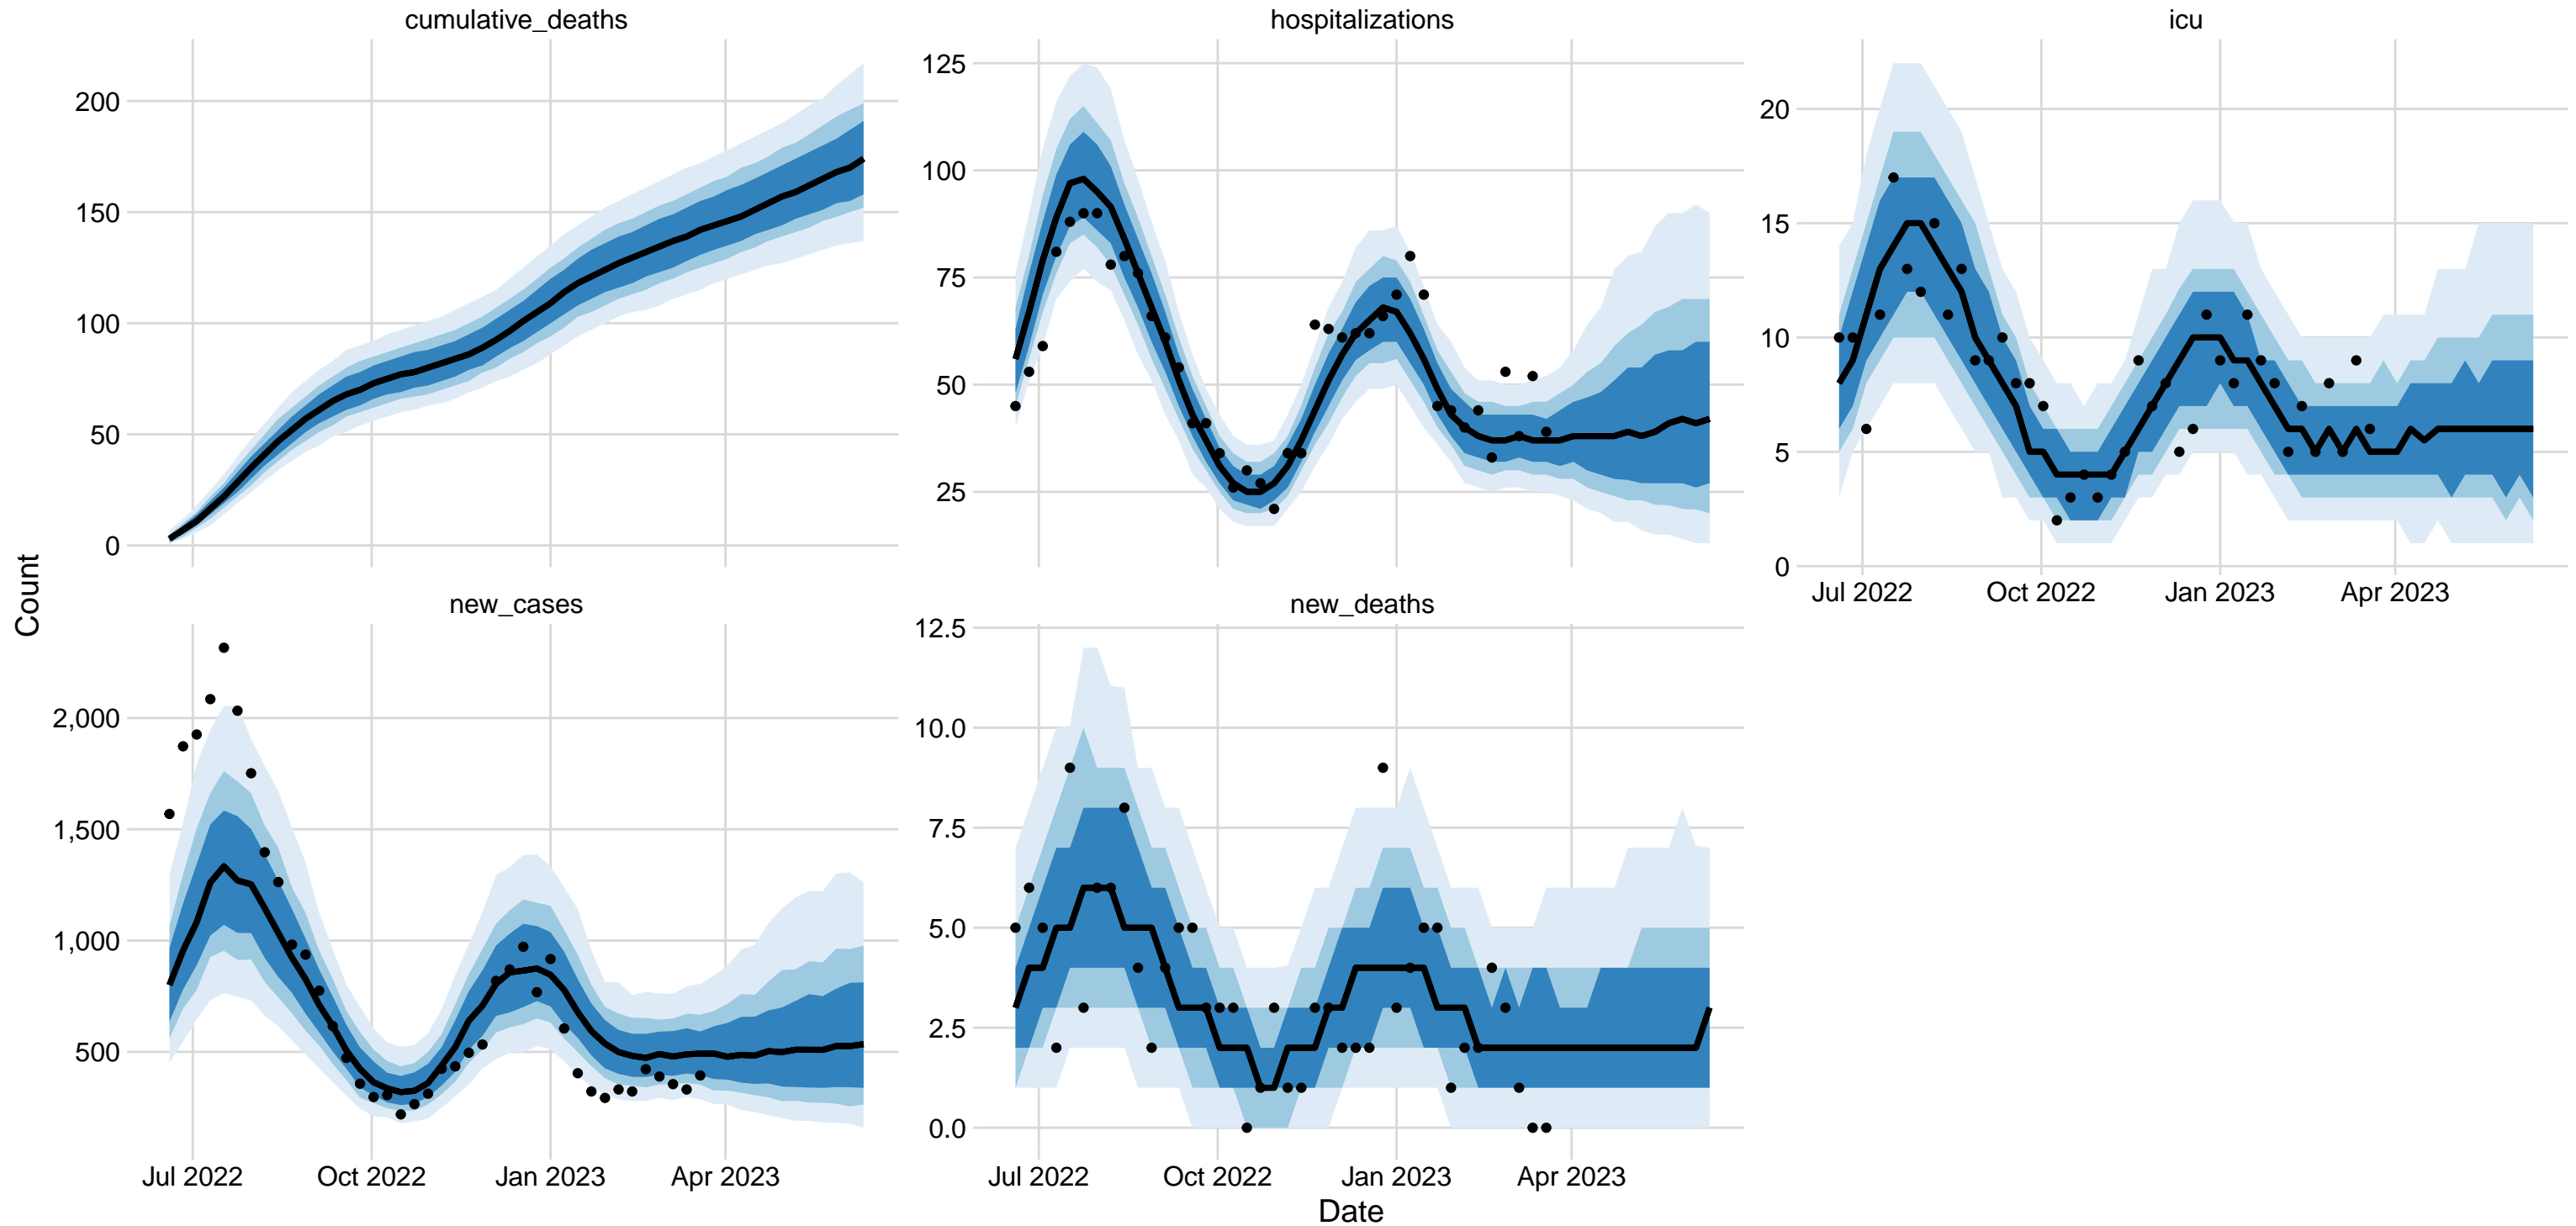 cumulative_deaths
hospitalizations
icu
200
150
100
50
0
125
100
75
50
25
20
15
10
5
0
Jul 2022
Oct 2022
Jan 2023
Apr 2023
Count
new_cases
new_deaths
2,000
1,500
1,000
500
12.5
10.0
7.5
5.0
2.5
0.0
Jul 2022
Oct 2022
Jan 2023
Apr 2023
Jul 2022
Oct 2022
Jan 2023
Apr 2023
Date